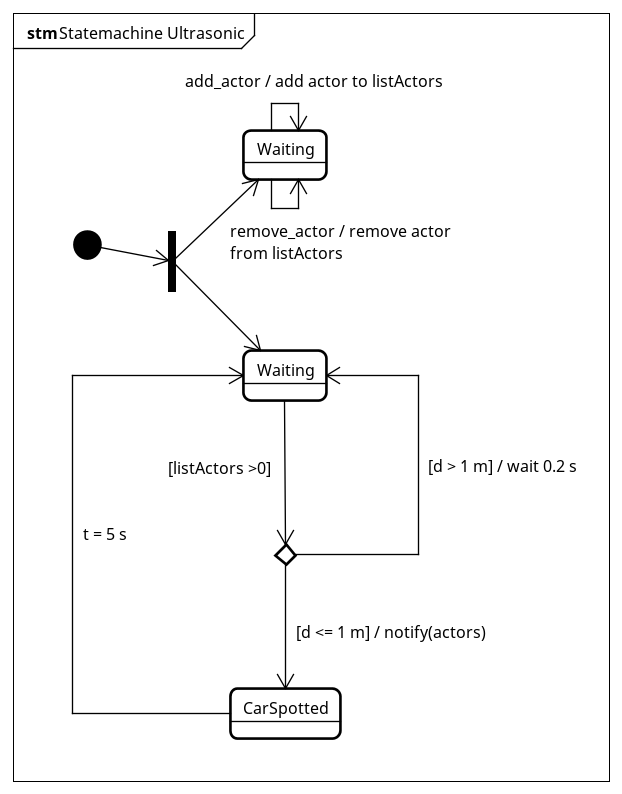 stm Statemachine Ultrasonic
add_actor / add actor to listActors
Waiting
remove_actor / remove actor
from listActors
Waiting
[listActors >0]
[d > 1 m] / wait 0.2 s
t = 5 s
[d <= 1 m] / notify(actors)
CarSpotted